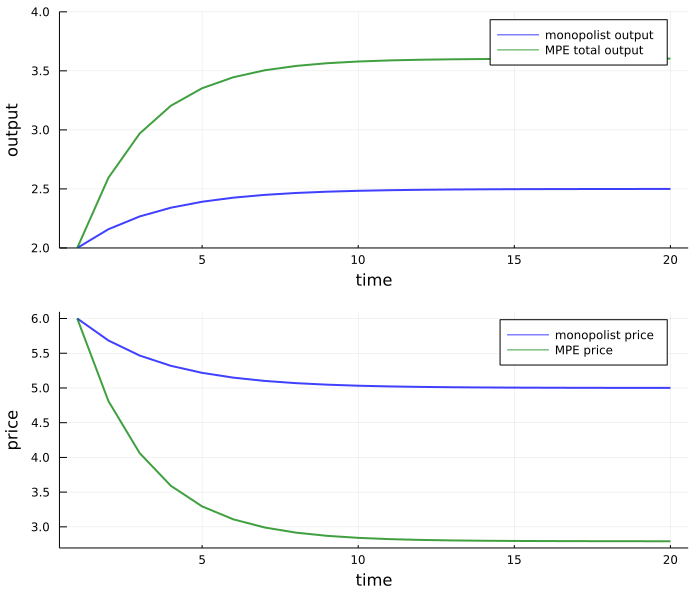 4.0
3.5
3.0
2.5
2.0
output
monopolist output
MPE total output
5
10
15
20
time
6.0
5.5
5.0
4.5
4.0
3.5
3.0
price
monopolist price
MPE price
5
10
15
20
time